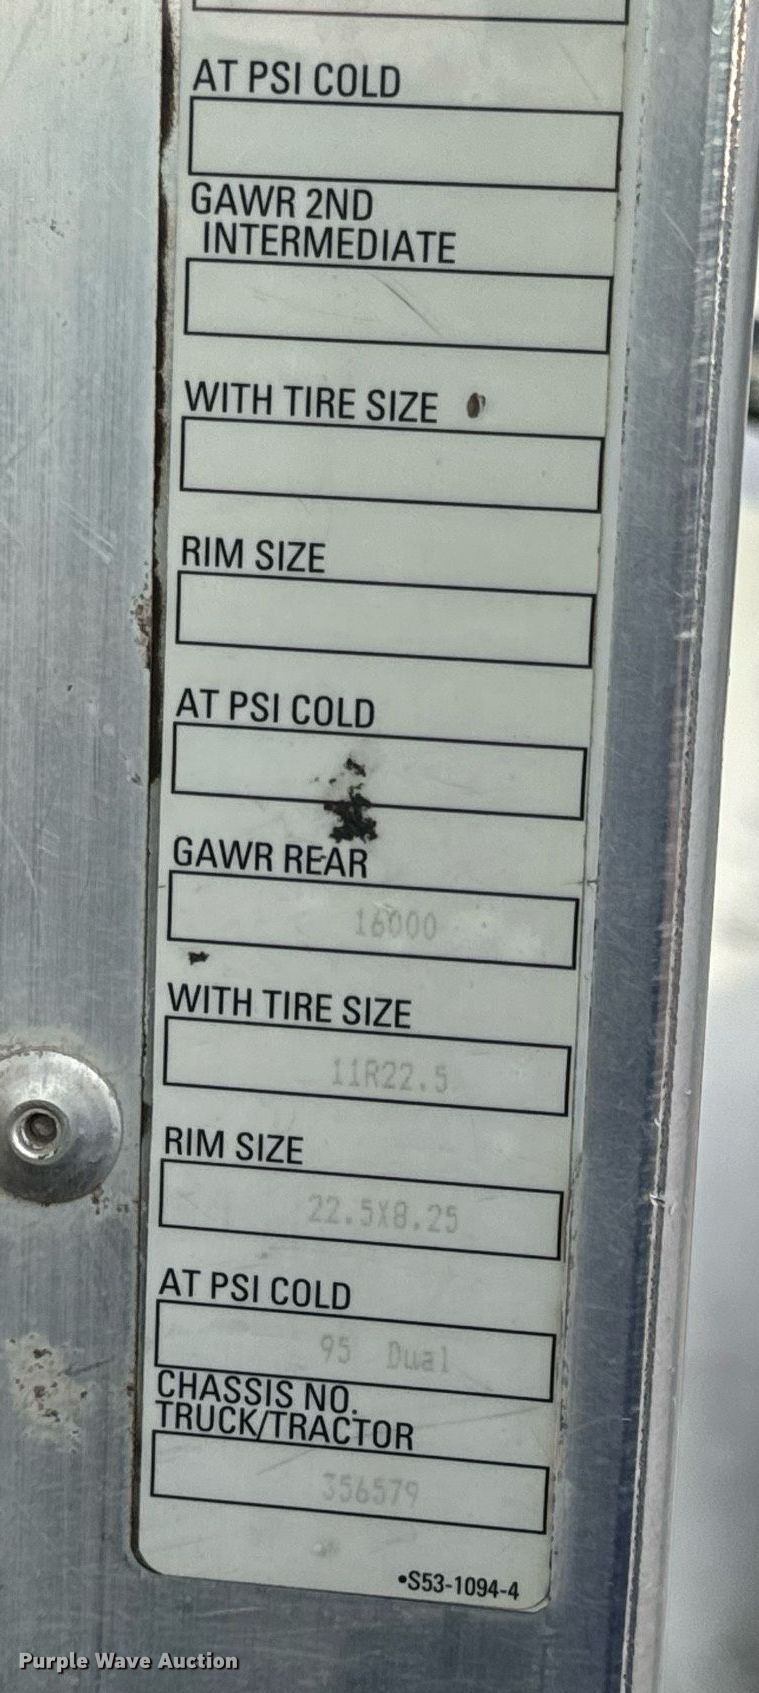 AT PSI COLD
GAWR 2ND
INTERMEDIATE
WITH TIRE SIZE
RIM SIZE
AT PSI COLD
GAWR REAR
16000
WITH TIRE SIZE
11R22.5
RIM SIZE
22.5X8.25
AT PSI COLD
95 Dual
CHASSIS NO.
TRUCK/TRACTOR
356579
•S53-1094-4
Purple Wave Auction